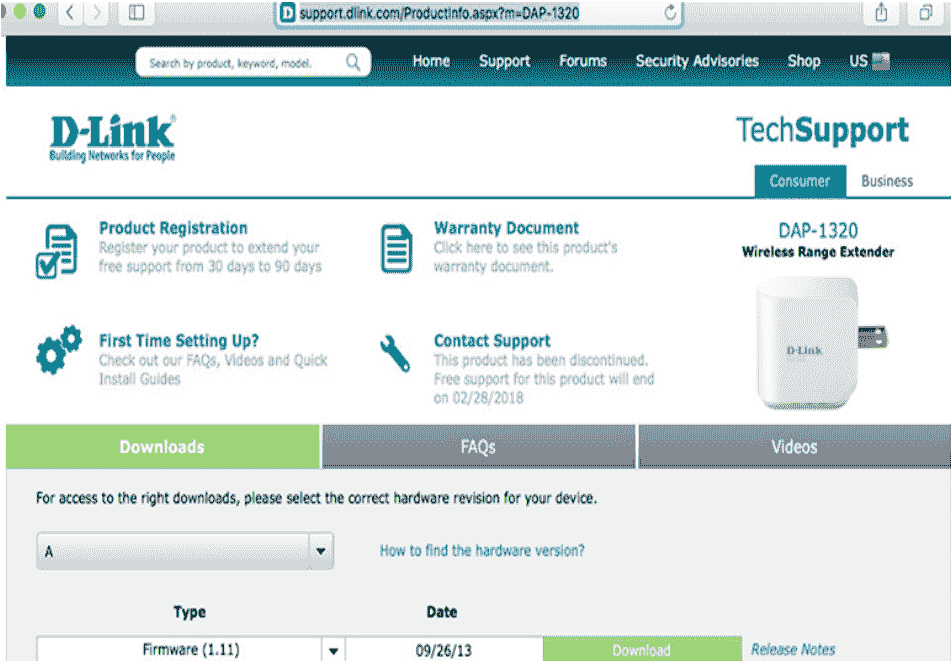 support.dlink.com/ProductInfo.aspx?m=DAP-1320
Search by product, keyword, model.
Home
Support
Forums
Security Advisories
Shop
US
D-Link
Building Networks for People
TechSupport
Consumer
Business
Product Registration
Register your product to extend your
free support from 30 days to 90 days
Warranty Document
Click here to see this product's
warranty document.
DAP-1320
Wireless Range Extender
D-Link
First Time Setting Up?
Check out our FAQs, Videos and Quick
Install Guides
Contact Support
This product has been discontinued.
Free support for this product will end
on 02/28/2018
Downloads
FAQs
Videos
For access to the right downloads, please select the correct hardware revision for your device.
A
How to find the hardware version?
Type
Date
Firmware (1.11)
09/26/13
Download
Release Notes